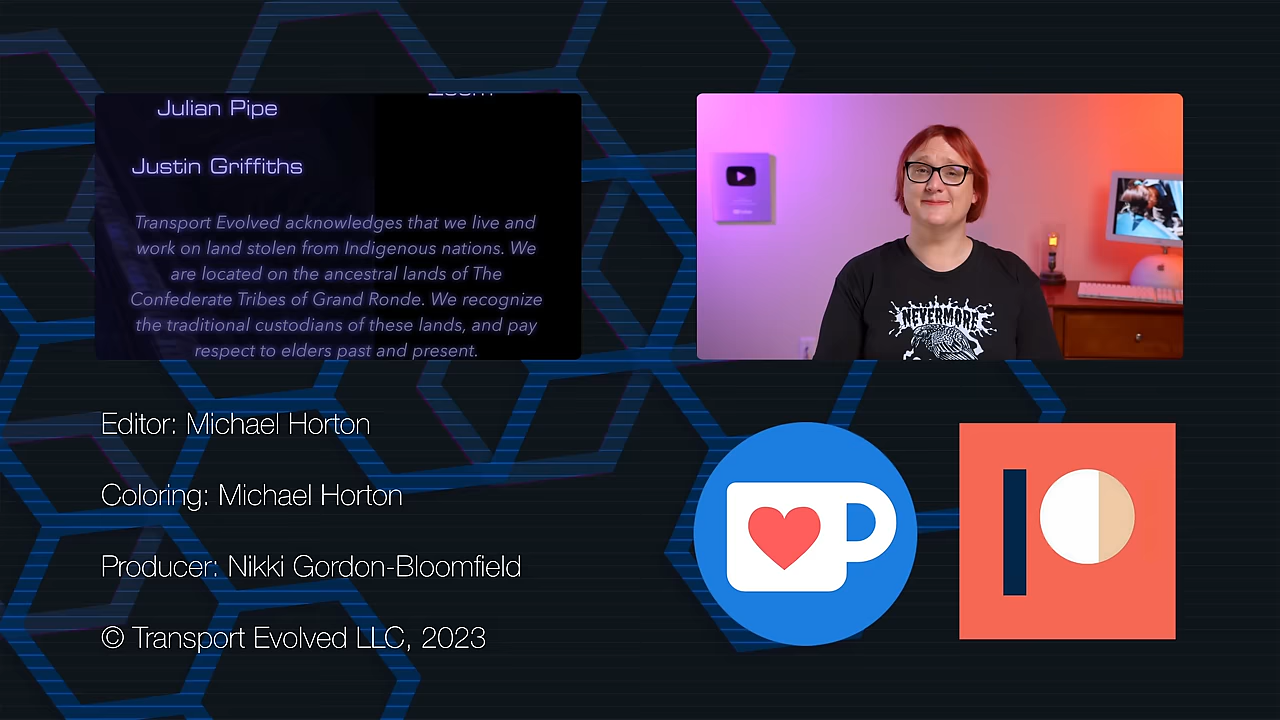 Julian Pipe
Justin Griffiths
Transport Evolved acknowledges that we live and
work on land stolen from Indigenous nations. We
are located on the ancestral lands of The
Confederate Tribes of Grand Ronde. We recognize
the traditional custodians of these lands, and pay
respect to elders past and present.
NEVERMORE
Editor: Michael Horton
Coloring: Michael Horton
Producer: Nikki Gordon-Bloomfield
© Transport Evolved LLC, 2023